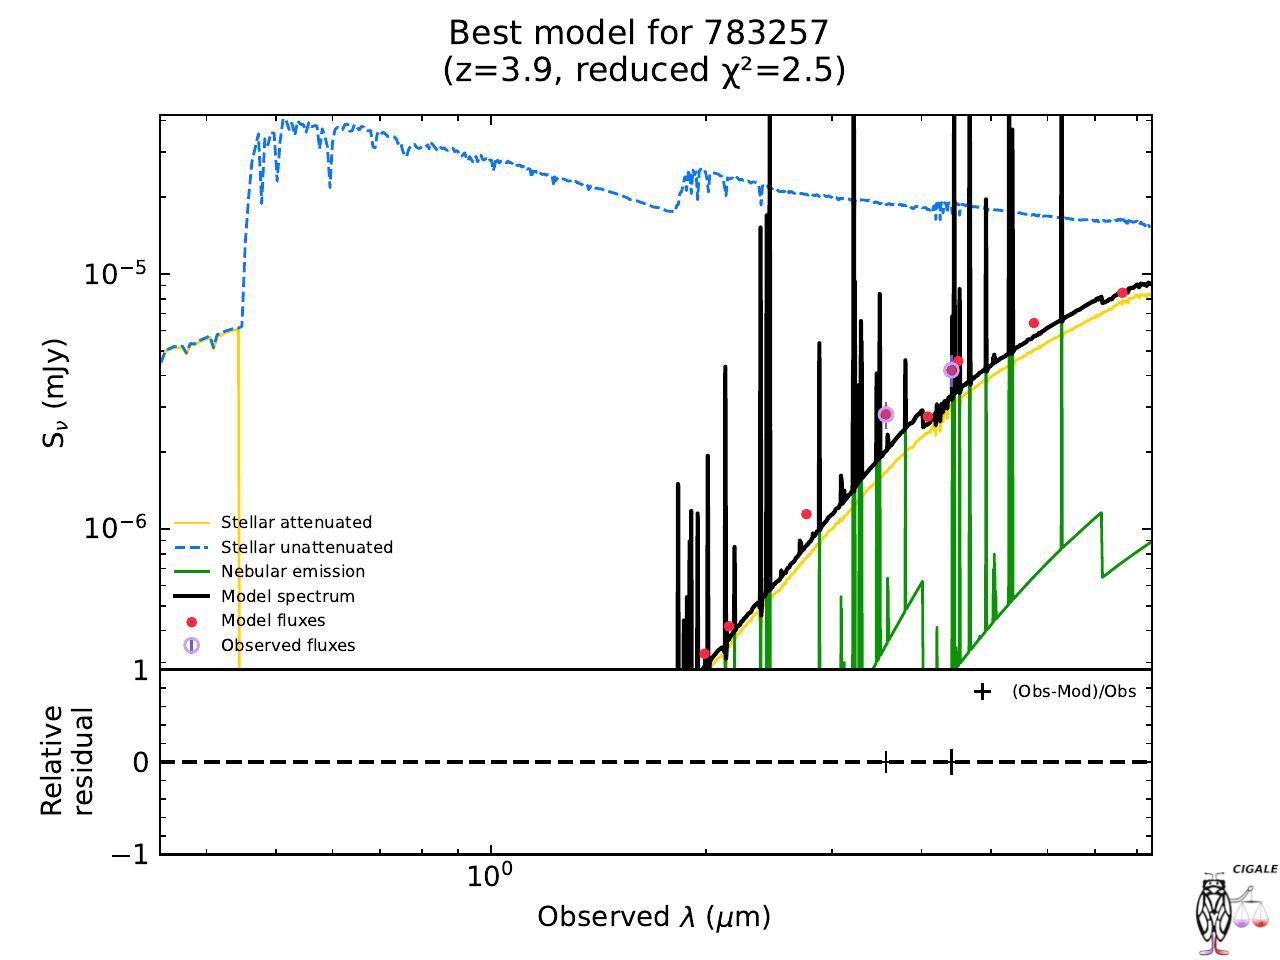 Best model for 783257
(z=3.9, reduced χ²=2.5)
10⁻⁵
10⁻⁶
S_ν (mJy)
Stellar attenuated
Stellar unattenuated
Nebular emission
Model spectrum
Model fluxes
Observed fluxes
1
0
−1
Relative
residual
(Obs-Mod)/Obs
10⁰
Observed λ (μm)
CIGALE